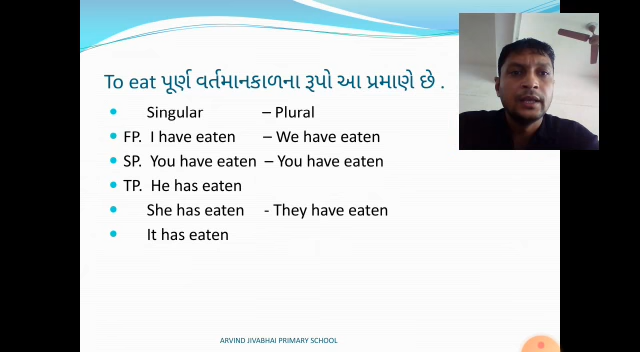 To eat પૂર્ણ વર્તમાનકાળના રૂપો આ પ્રમાણે છે .
Singular – Plural
FP. I have eaten – We have eaten
SP. You have eaten – You have eaten
TP. He has eaten
She has eaten - They have eaten
It has eaten
ARVIND JIVABHAI PRIMARY SCHOOL